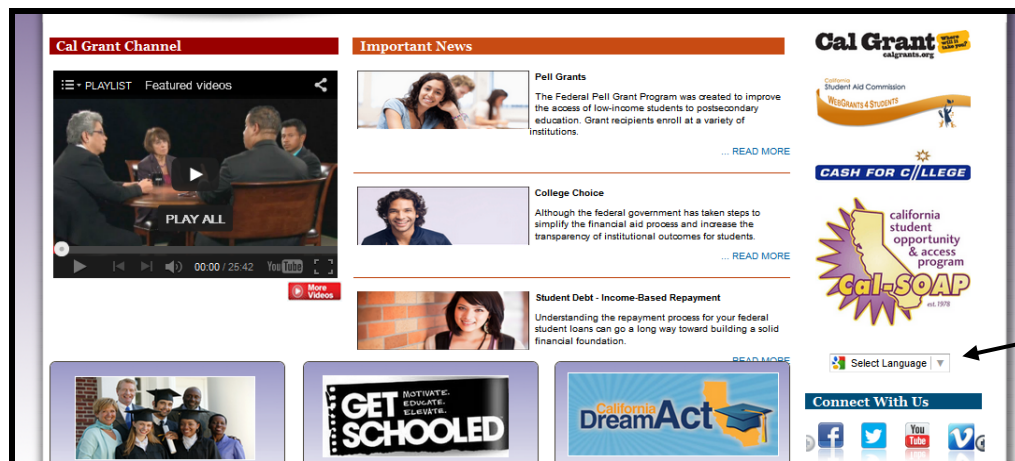 Cal Grant Channel
PLAYLIST Featured videos
PLAY ALL
00:00 / 25:42 YouTube
More
Videos
Important News
Pell Grants
The Federal Pell Grant Program was created to improve
the access of low-income students to postsecondary
education. Grant recipients enroll at a variety of
institutions.
... READ MORE
College Choice
Although the federal government has taken steps to
simplify the financial aid process and increase the
transparency of institutional outcomes for students.
... READ MORE
Student Debt - Income-Based Repayment
Understanding the repayment process for your federal
student loans can go a long way toward building a solid
financial foundation.
READ MORE
Cal Grant Where will it take you?
calgrants.org
California
Student Aid Commission
WEBGRANTS 4 STUDENTS
CASH FOR C//LLEGE
california
student
opportunity
& access
program
Cal-SOAP
est. 1978
Select Language
Connect With Us
You
Tube
GET MOTIVATE. EDUCATE. ELEVATE.
SCHOOLED
California
DreamAct